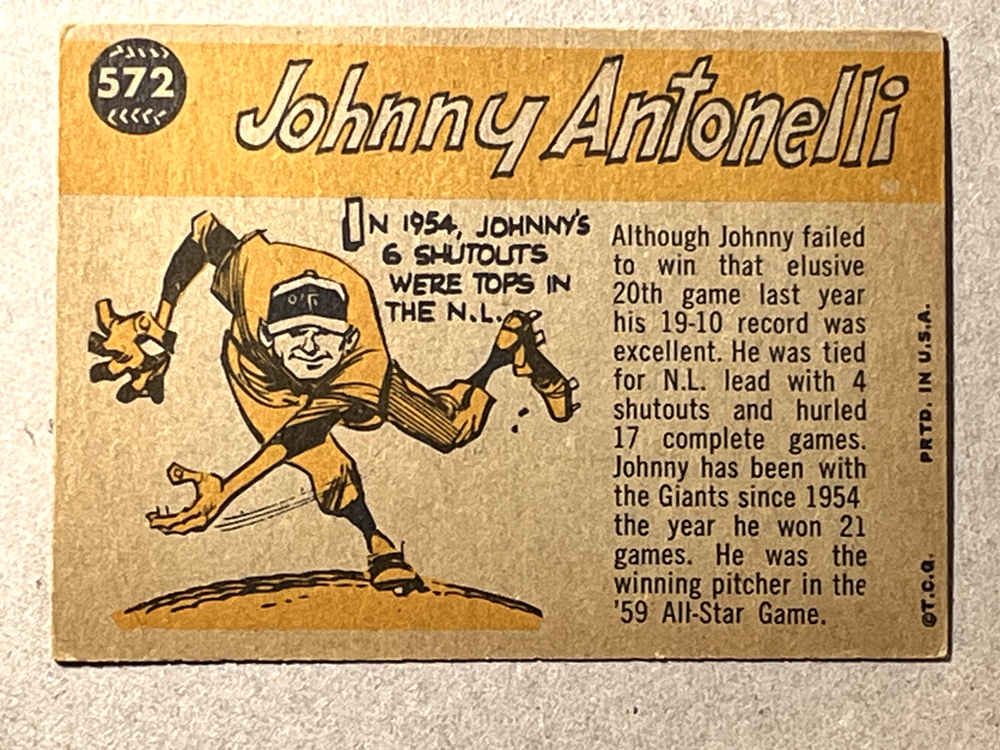 572
Johnny Antonelli
IN 1954, JOHNNY'S
6 SHUTOUTS
WERE TOPS IN
THE N.L.
Although Johnny failed
to win that elusive
20th game last year
his 19-10 record was
excellent. He was tied
for N.L. lead with 4
shutouts and hurled
17 complete games.
Johnny has been with
the Giants since 1954
the year he won 21
games. He was the
winning pitcher in the
'59 All-Star Game.
©T.C.G. PRTD. IN U.S.A.